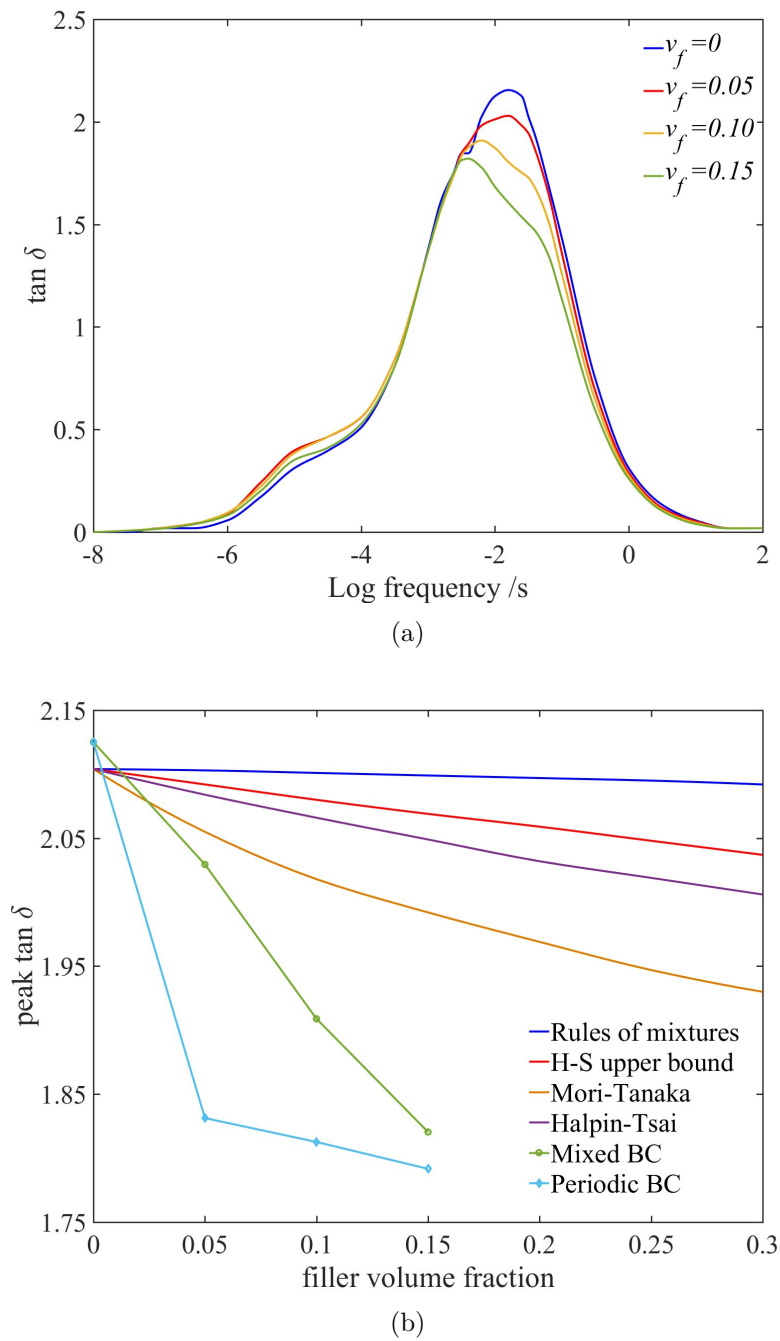 2.5
2
1.5
1
0.5
0
tan δ
v_f=0
v_f=0.05
v_f=0.10
v_f=0.15
-8 -6 -4 -2 0 2
Log frequency /s
(a)
2.15
2.05
1.95
1.85
1.75
peak tan δ
Rules of mixtures
H-S upper bound
Mori-Tanaka
Halpin-Tsai
Mixed BC
Periodic BC
0 0.05 0.1 0.15 0.2 0.25 0.3
filler volume fraction
(b)